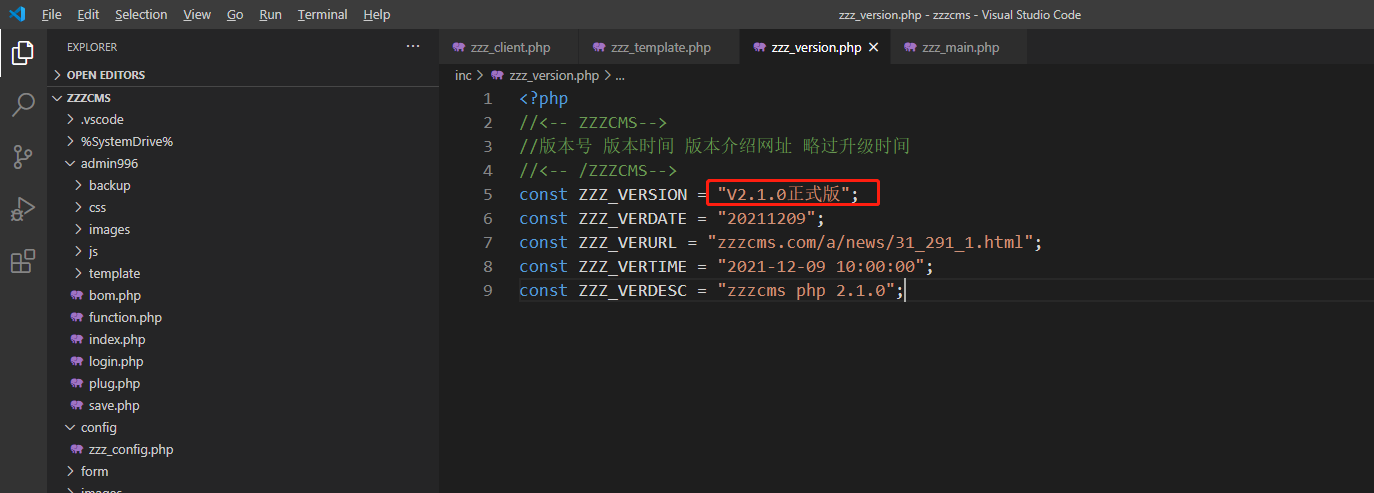 File Edit Selection View Go Run Terminal Help zzz_version.php - zzzcms - Visual Studio Code
EXPLORER ···
OPEN EDITORS
ZZZCMS
.vscode
%SystemDrive%
admin996
backup
css
images
js
template
bom.php
function.php
index.php
login.php
plug.php
save.php
config
zzz_config.php
form
images
zzz_client.php zzz_template.php zzz_version.php × zzz_main.php
inc > zzz_version.php > ...
1 <?php
2 //<-- ZZZCMS-->
3 //版本号 版本时间 版本介绍网址 略过升级时间
4 //<-- /ZZZCMS-->
5 const ZZZ_VERSION = "V2.1.0正式版";
6 const ZZZ_VERDATE = "20211209";
7 const ZZZ_VERURL = "zzzcms.com/a/news/31_291_1.html";
8 const ZZZ_VERTIME = "2021-12-09 10:00:00";
9 const ZZZ_VERDESC = "zzzcms php 2.1.0";